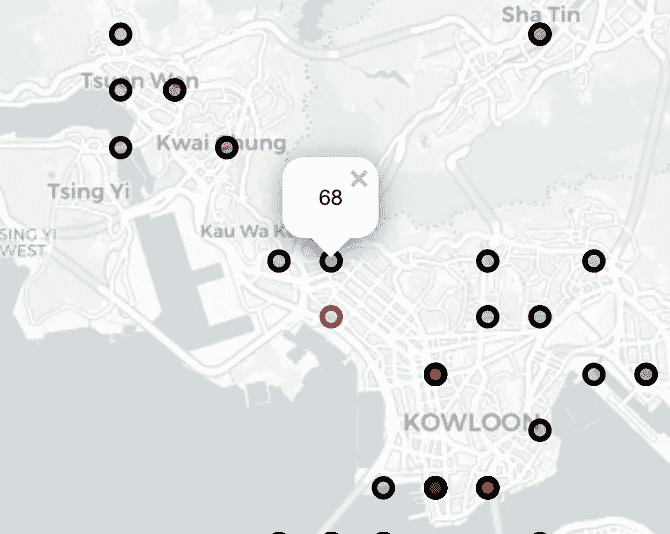 Sha Tin
Tsuen Wan
Kwai Chung
Tsing Yi
SING YI
WEST
Kau Wa K
68
×
KOWLOON